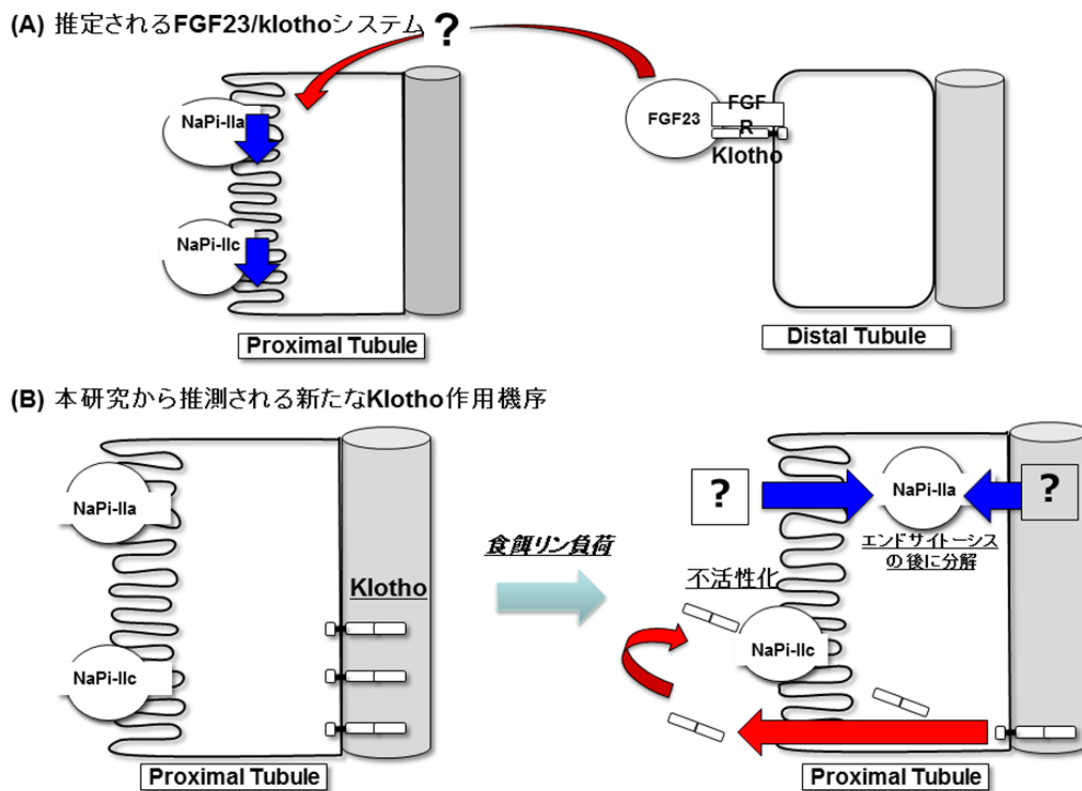 (A) 推定されるFGF23/klothoシステム ?
NaPi-IIa
NaPi-IIc
FGF23
FGF
R
Klotho
Proximal Tubule
Distal Tubule
(B) 本研究から推測される新たなKlotho作用機序
NaPi-IIa
NaPi-IIc
Klotho
Proximal Tubule
食餌リン負荷
?
NaPi-IIa
?
エンドサイトーシス
の後に分解
不活性化
NaPi-IIc
Proximal Tubule